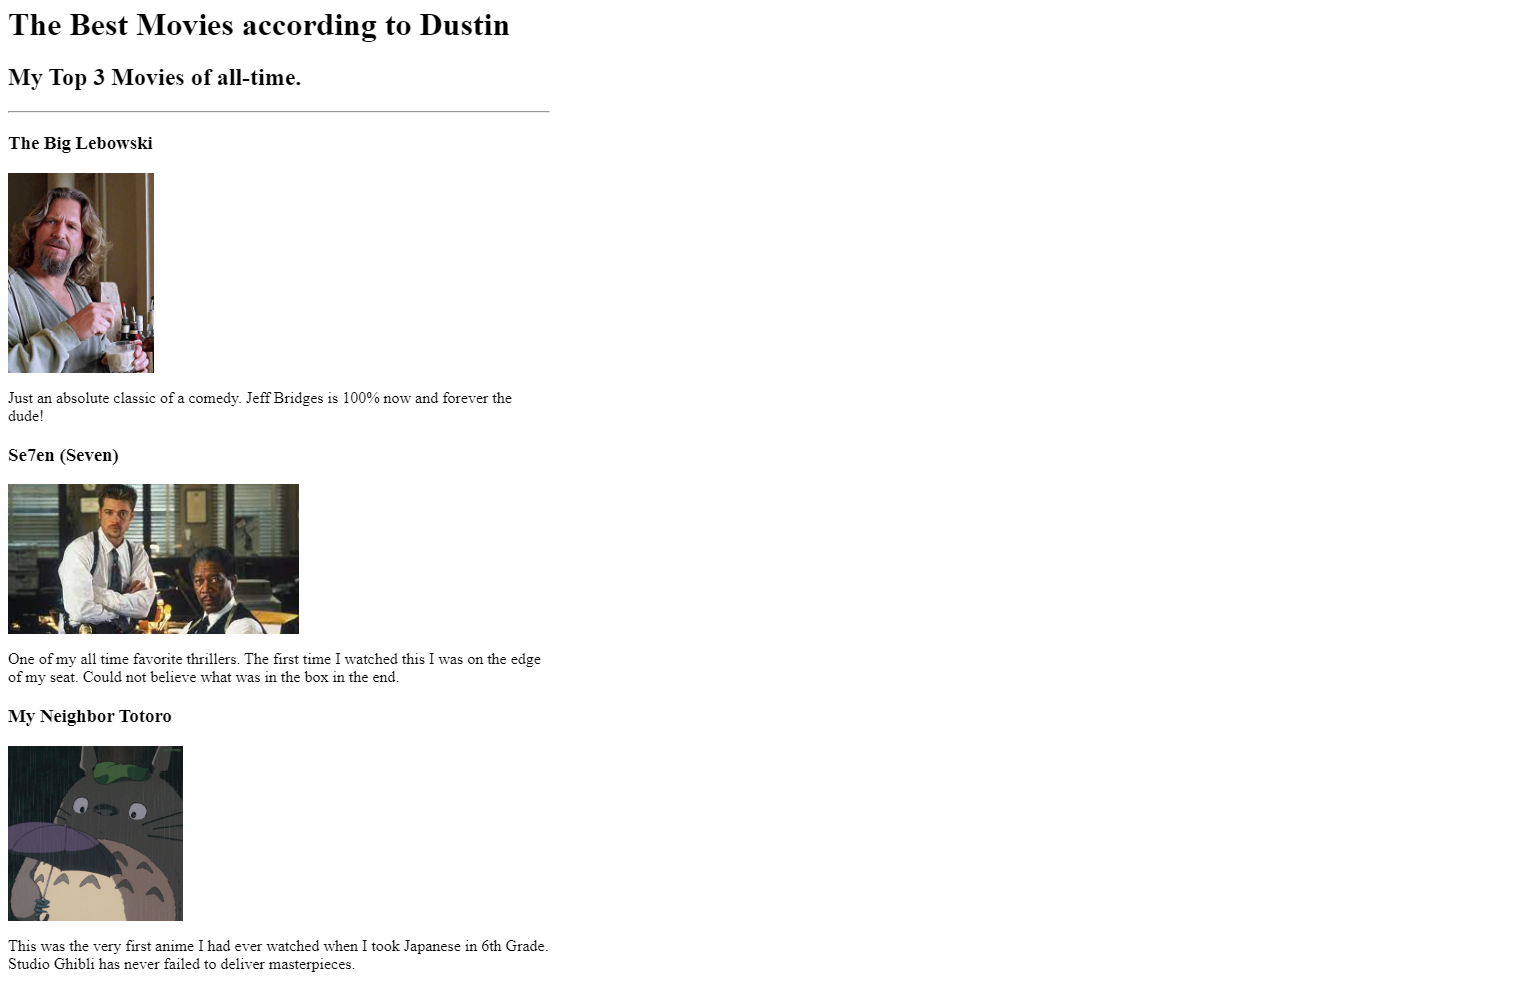 The Best Movies according to Dustin
My Top 3 Movies of all-time.
The Big Lebowski
Just an absolute classic of a comedy. Jeff Bridges is 100% now and forever the
dude!
Se7en (Seven)
One of my all time favorite thrillers. The first time I watched this I was on the edge
of my seat. Could not believe what was in the box in the end.
My Neighbor Totoro
This was the very first anime I had ever watched when I took Japanese in 6th Grade.
Studio Ghibli has never failed to deliver masterpieces.